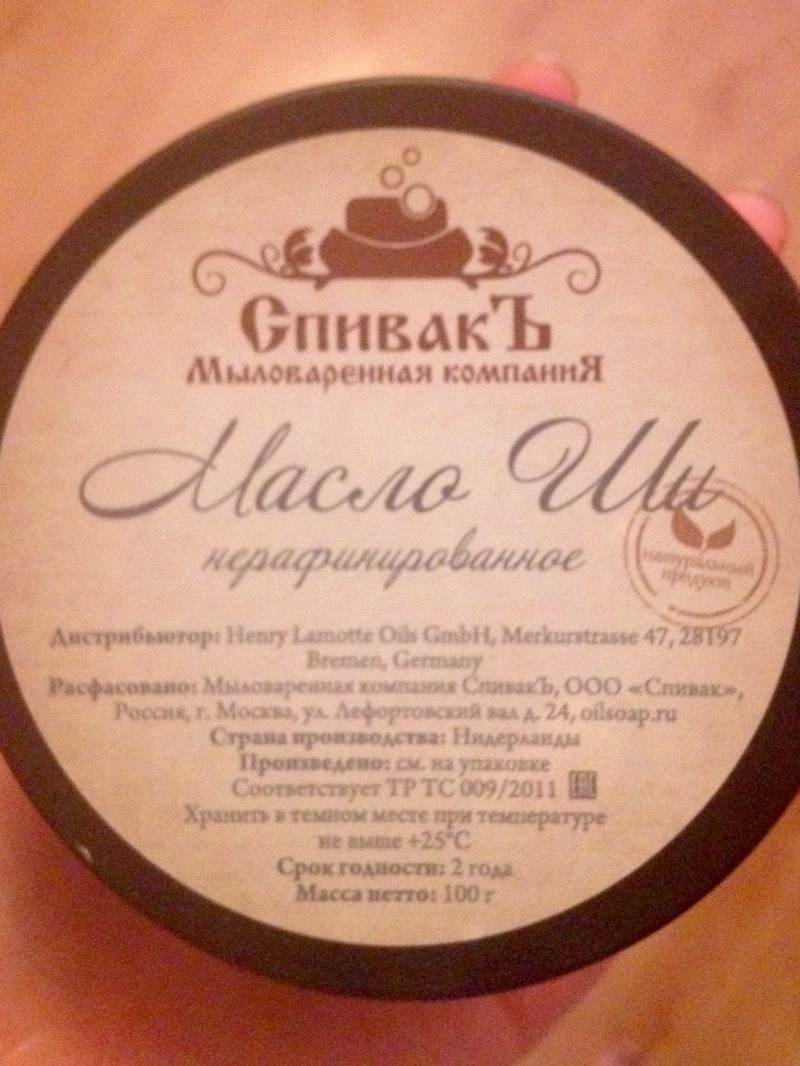 СпивакЪ
Мыловаренная компаниЯ
Масло Ши
нерафинированное
натуральный
продукт
Дистрибьютор: Henry Lamotte Oils GmbH, Merkurstrasse 47, 28197
Bremen, Germany
Расфасовано: Мыловаренная компания СпивакЪ, ООО «Спивак»,
Россия, г. Москва, ул. Лефортовский вал д. 24, oilsoap.ru
Страна производства: Нидерланды
Произведено: см. на упаковке
Соответствует ТР ТС 009/2011 EAC
Хранить в темном месте при температуре
не выше +25°С
Срок годности: 2 года
Масса нетто: 100 г